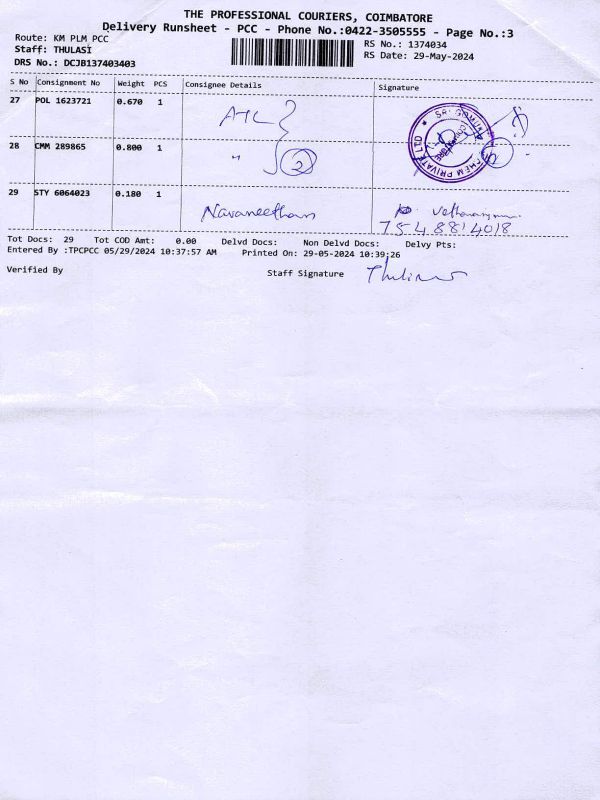 THE PROFESSIONAL COURIERS, COIMBATORE
Delivery Runsheet - PCC - Phone No.:0422-3505555 - Page No.:3
Route: KM PLM PCC
Staff: THULASI
DRS No.: DCJB137403403
RS No.: 1374034
RS Date: 29-May-2024
S No Consignment No Weight PCS Consignee Details Signature
27 POL 1623721 0.670 1
28 CMM 289865 0.800 1 " 2
29 STY 6064023 0.180 1 Navaneethan
7548814018
Tot Docs: 29 Tot COD Amt: 0.00 Delvd Docs: Non Delvd Docs: Delvy Pts:
Entered By :TPCPCC 05/29/2024 10:37:57 AM Printed On: 29-05-2024 10:39:26
Verified By Staff Signature